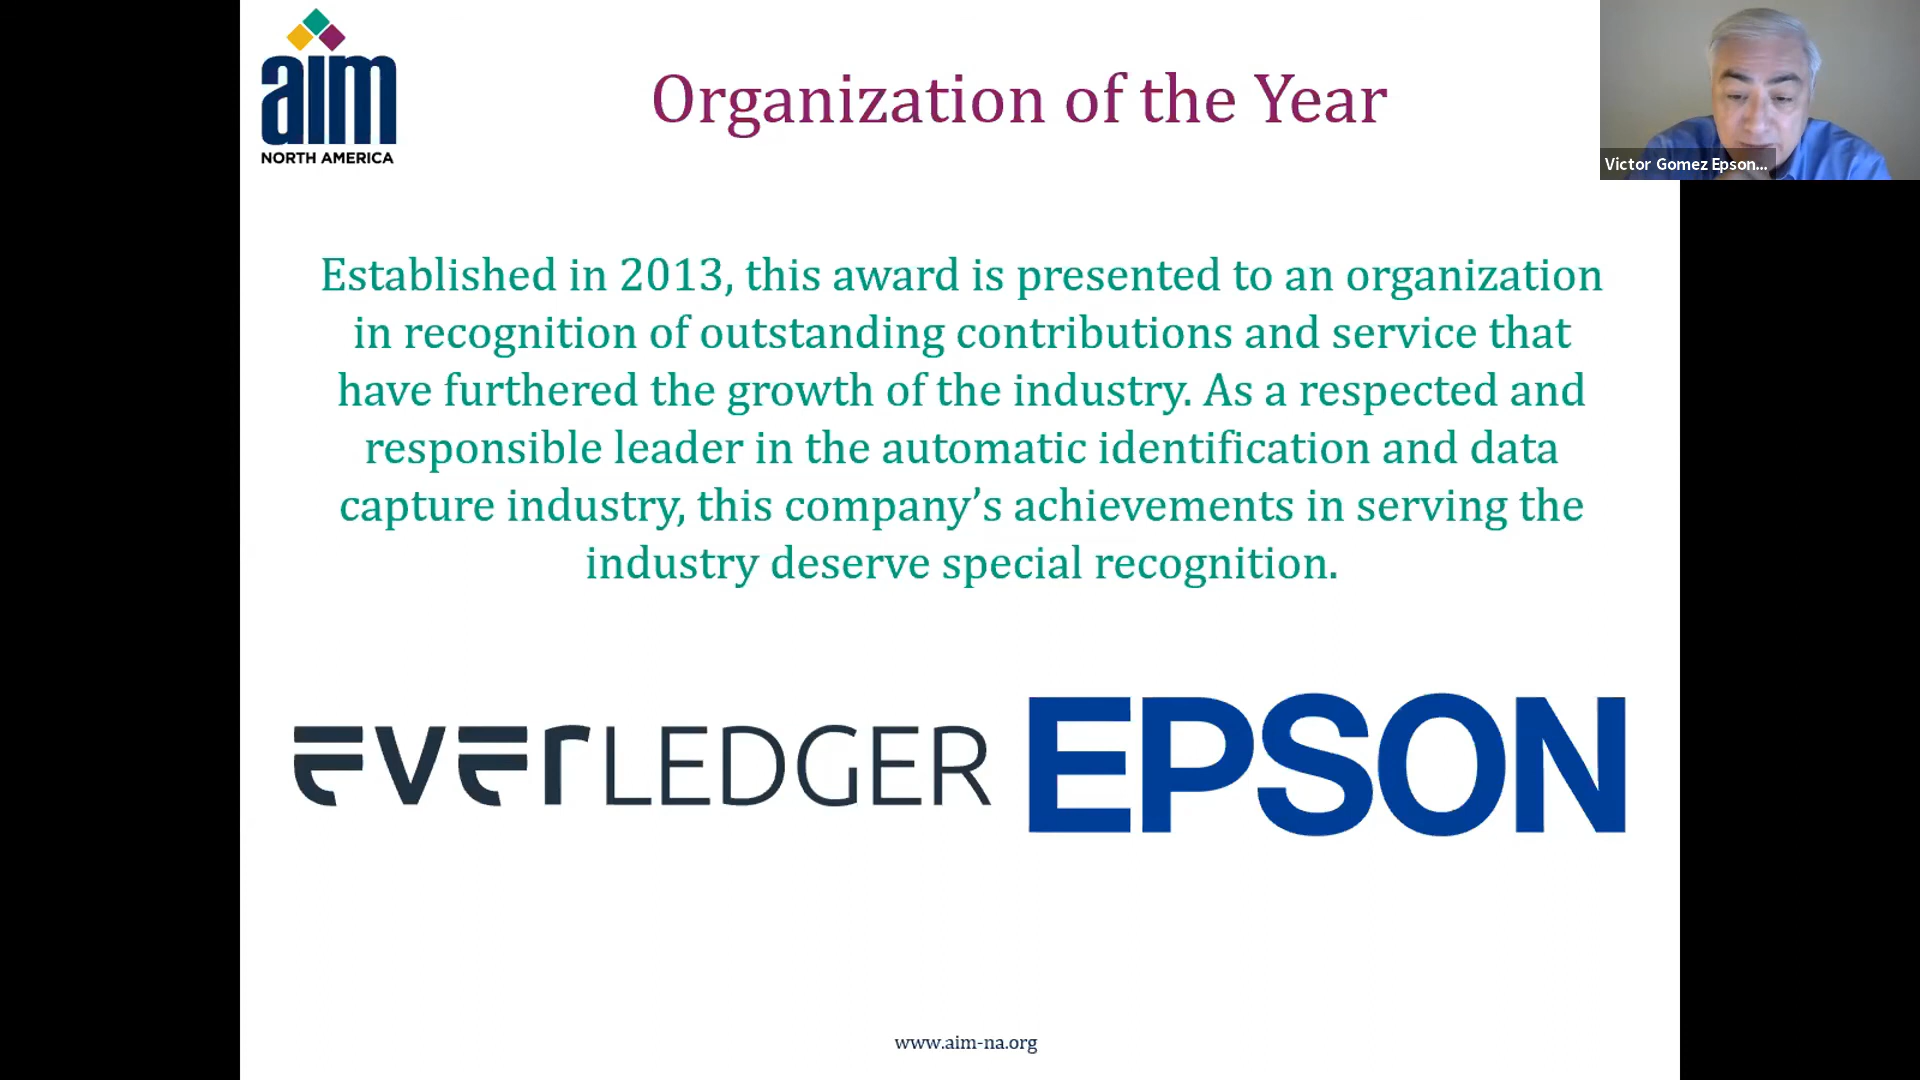 aim
NORTH AMERICA
Organization of the Year
Victor Gomez Epson...
Established in 2013, this award is presented to an organization
in recognition of outstanding contributions and service that
have furthered the growth of the industry. As a respected and
responsible leader in the automatic identification and data
capture industry, this company’s achievements in serving the
industry deserve special recognition.
everLEDGER
EPSON
www.aim-na.org